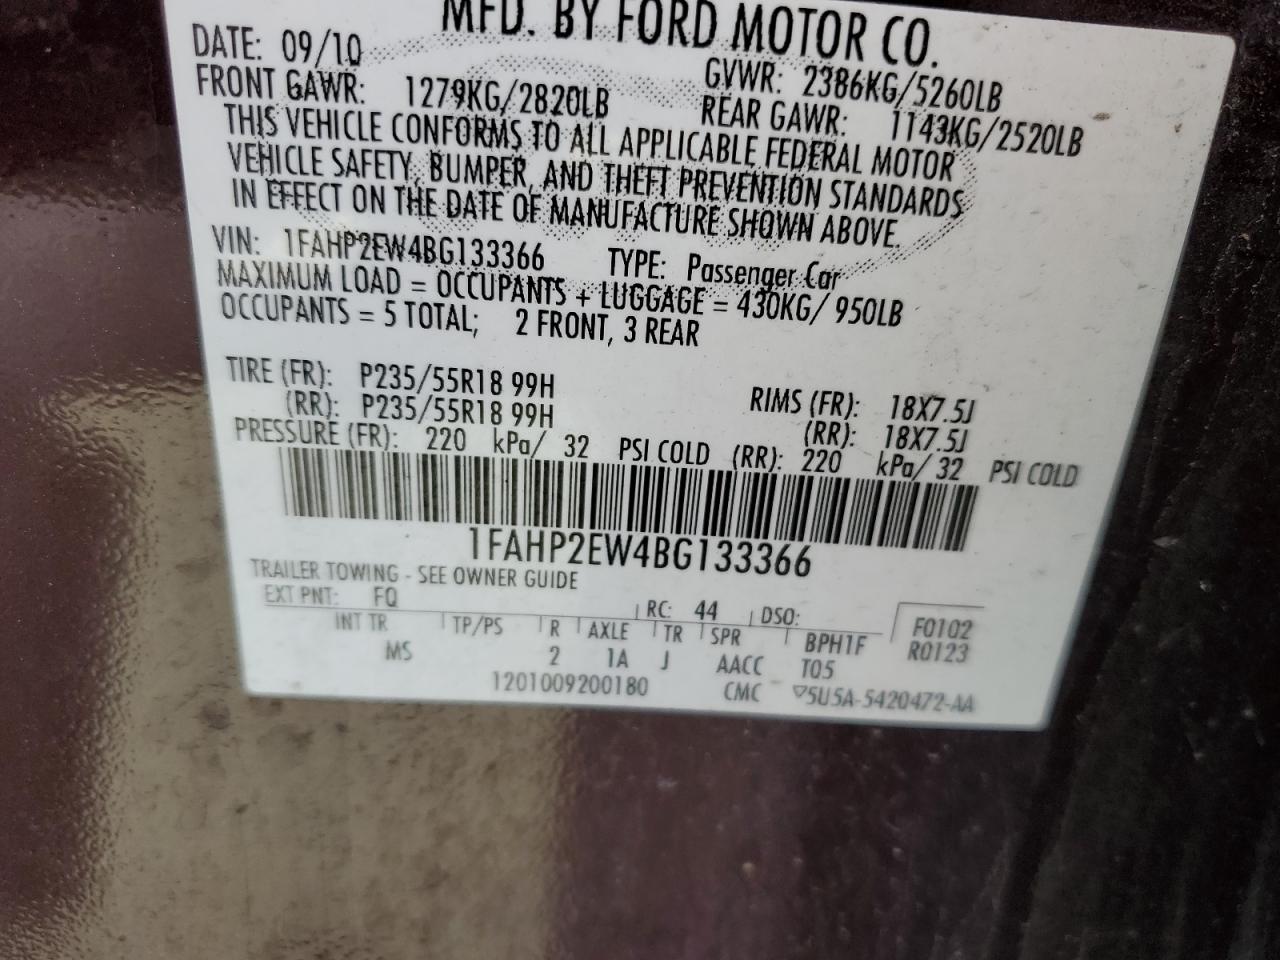 MFD. BY FORD MOTOR CO.
DATE: 09/10 GVWR: 2386KG/5260LB
FRONT GAWR: 1279KG/2820LB REAR GAWR: 1143KG/2520LB
THIS VEHICLE CONFORMS TO ALL APPLICABLE FEDERAL MOTOR
VEHICLE SAFETY, BUMPER, AND THEFT PREVENTION STANDARDS
IN EFFECT ON THE DATE OF MANUFACTURE SHOWN ABOVE.
VIN: 1FAHP2EW4BG133366 TYPE: Passenger Car
MAXIMUM LOAD = OCCUPANTS + LUGGAGE = 430KG/ 950LB
OCCUPANTS = 5 TOTAL; 2 FRONT, 3 REAR
TIRE (FR): P235/55R18 99H RIMS (FR): 18X7.5J
(RR): P235/55R18 99H (RR): 18X7.5J
PRESSURE (FR): 220 kPa/ 32 PSI COLD (RR): 220 kPa/ 32 PSI COLD
1FAHP2EW4BG133366
TRAILER TOWING - SEE OWNER GUIDE
EXT PNT: FQ RC: 44 DSO: F0102
INT TR TP/PS R AXLE TR SPR BPH1F R0123
MS 2 1A J AACC T05
1201009200180 CMC ▽5U5A-5420472-AA